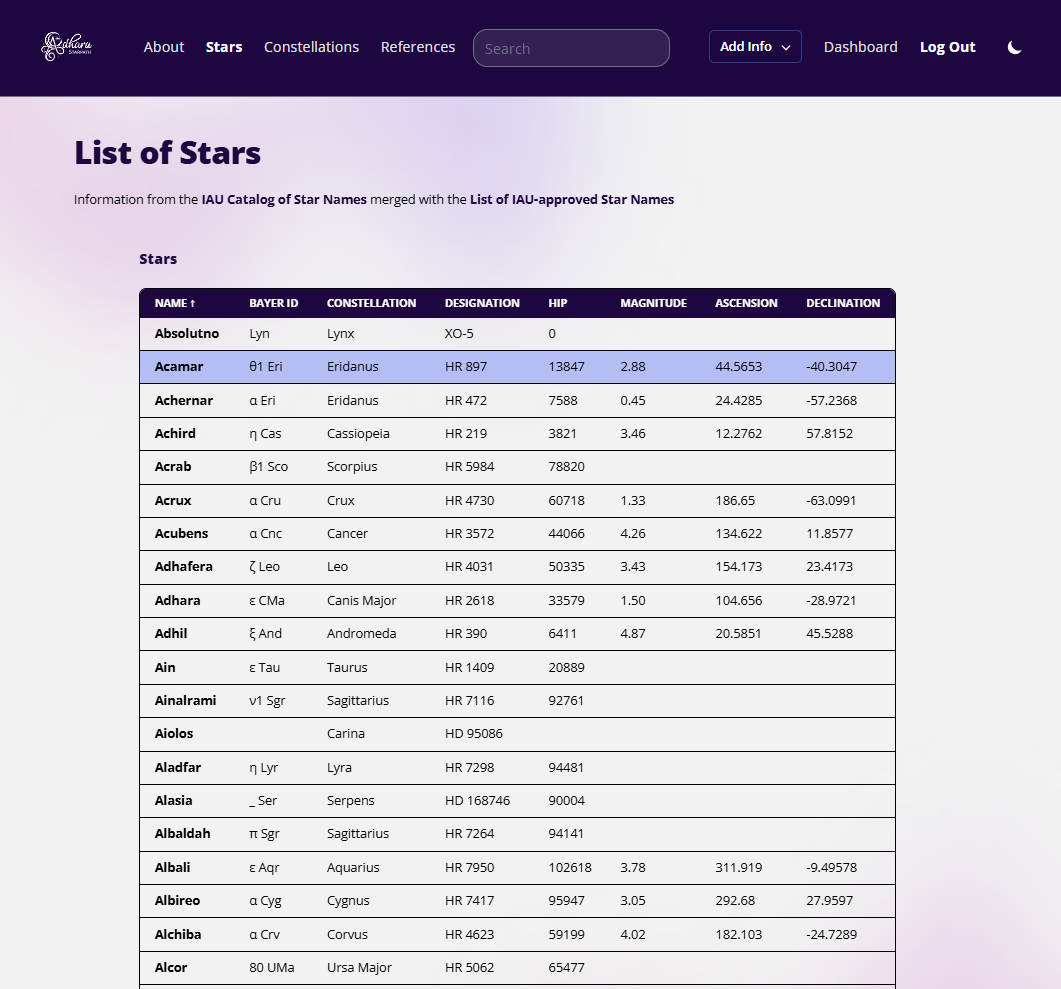 Adhara
STARPATH
About Stars Constellations References Search Add Info Dashboard Log Out
List of Stars
Information from the IAU Catalog of Star Names merged with the List of IAU-approved Star Names
Stars
NAME ↑ BAYER ID CONSTELLATION DESIGNATION HIP MAGNITUDE ASCENSION DECLINATION
Absolutno Lyn Lynx XO-5 0
Acamar θ1 Eri Eridanus HR 897 13847 2.88 44.5653 -40.3047
Achernar α Eri Eridanus HR 472 7588 0.45 24.4285 -57.2368
Achird η Cas Cassiopeia HR 219 3821 3.46 12.2762 57.8152
Acrab β1 Sco Scorpius HR 5984 78820
Acrux α Cru Crux HR 4730 60718 1.33 186.65 -63.0991
Acubens α Cnc Cancer HR 3572 44066 4.26 134.622 11.8577
Adhafera ζ Leo Leo HR 4031 50335 3.43 154.173 23.4173
Adhara ε CMa Canis Major HR 2618 33579 1.50 104.656 -28.9721
Adhil ξ And Andromeda HR 390 6411 4.87 20.5851 45.5288
Ain ε Tau Taurus HR 1409 20889
Ainalrami ν1 Sgr Sagittarius HR 7116 92761
Aiolos Carina HD 95086
Aladfar η Lyr Lyra HR 7298 94481
Alasia _ Ser Serpens HD 168746 90004
Albaldah π Sgr Sagittarius HR 7264 94141
Albali ε Aqr Aquarius HR 7950 102618 3.78 311.919 -9.49578
Albireo α Cyg Cygnus HR 7417 95947 3.05 292.68 27.9597
Alchiba α Crv Corvus HR 4623 59199 4.02 182.103 -24.7289
Alcor 80 UMa Ursa Major HR 5062 65477